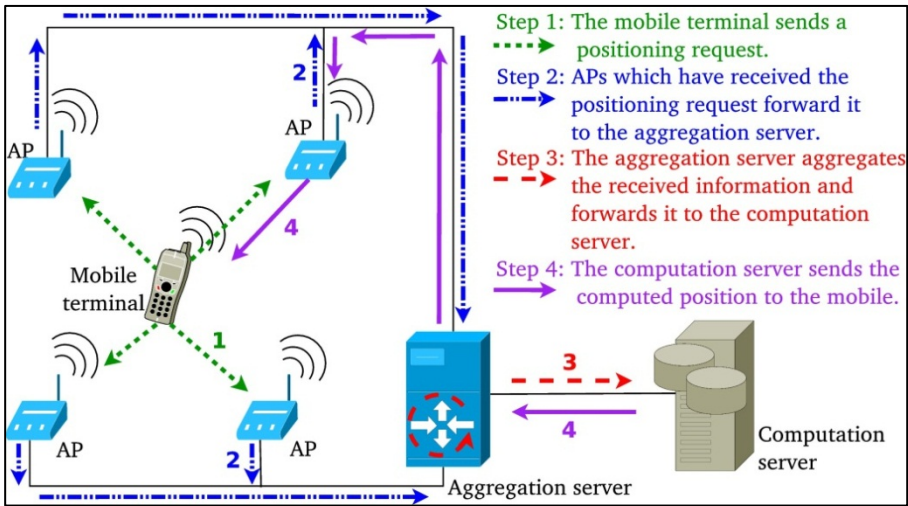 Step 1: The mobile terminal sends a
positioning request.
Step 2: APs which have received the
positioning request forward it
to the aggregation server.
Step 3: The aggregation server aggregates
the received information and
forwards it to the computation
server.
Step 4: The computation server sends the
computed position to the mobile.
2
AP
AP
4
Mobile
terminal
1
3
AP
AP
2
4
Computation
server
Aggregation server